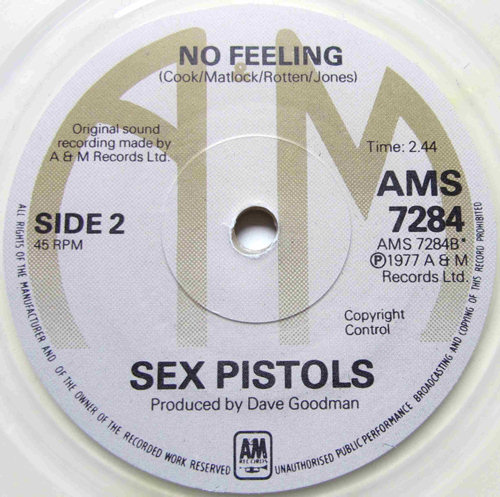 NO FEELING
(Cook/Matlock/Rotten/Jones)
Original sound
recording made by
A & M Records Ltd.
Time: 2.44
SIDE 2
45 RPM
AMS
7284
AMS 7284B*
Ⓟ1977 A & M
Records Ltd.
Copyright
Control
SEX PISTOLS
Produced by Dave Goodman
AM
RECORDS
ALL RIGHTS OF THE MANUFACTURER AND OF THE OWNER OF THE RECORDED WORK RESERVED
UNAUTHORISED PUBLIC PERFORMANCE BROADCASTING AND COPYING OF THIS RECORD PROHIBITED